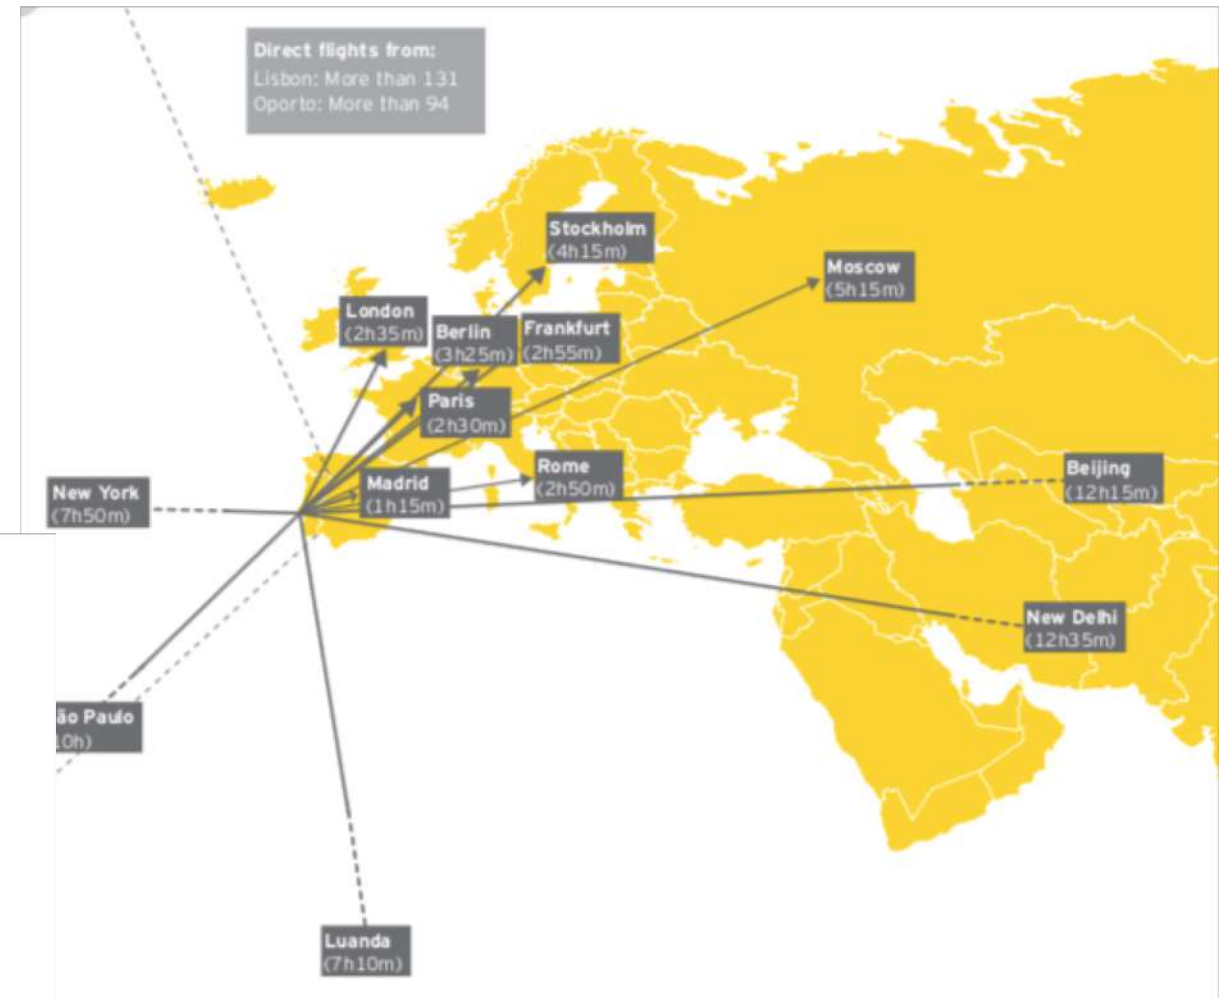 Direct flights from:
Lisbon: More than 131
Oporto: More than 94
Stockholm
(4h15m)
Moscow
(5h15m)
London
(2h35m)
Berlin
(3h25m)
Frankfurt
(2h55m)
Paris
(2h30m)
Rome
(2h50m)
Madrid
(1h15m)
Beijing
(12h15m)
New York
(7h50m)
New Delhi
(12h35m)
ão Paulo
10h)
Luanda
(7h10m)